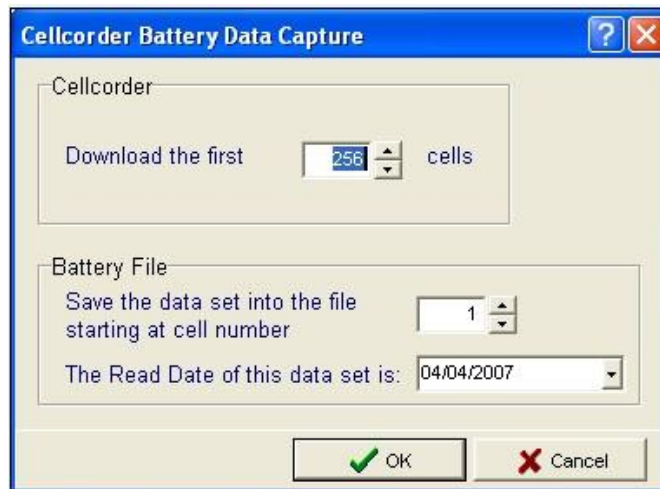 Cellcorder Battery Data Capture
Cellcorder
Download the first 256 cells
Battery File
Save the data set into the file
starting at cell number 1
The Read Date of this data set is: 04/04/2007
OK Cancel